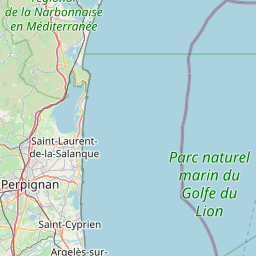 régional
de la Narbonnaise
en Méditerranée
Saint-Laurent-
de-la-Salanque
Parc naturel
marin du
Golfe du
Lion
Perpignan
Saint-Cyprien
Argelès-sur-